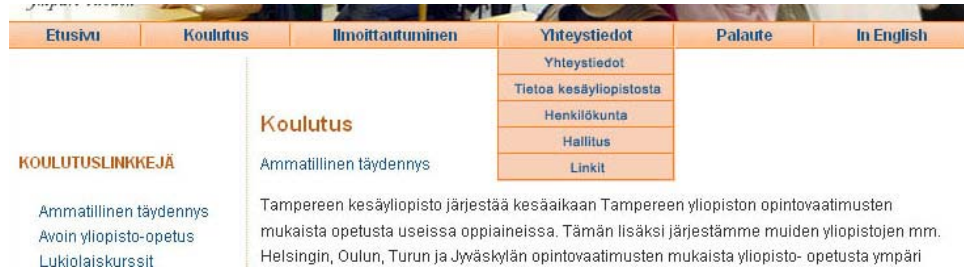 Etusivu Koulutus Ilmoittautuminen Yhteystiedot Palaute In English
Yhteystiedot
Tietoa kesäyliopistosta
Henkilökunta
Hallitus
Linkit
KOULUTUSLINKKEJÄ
Ammatillinen täydennys
Avoin yliopisto-opetus
Lukiolaiskurssit
Koulutus
Ammatillinen täydennys
Tampereen kesäyliopisto järjestää kesäaikaan Tampereen yliopiston opintovaatimusten
mukaista opetusta useissa oppiaineissa. Tämän lisäksi järjestämme muiden yliopistojen mm.
Helsingin, Oulun, Turun ja Jyväskylän opintovaatimusten mukaista yliopisto- opetusta ympäri